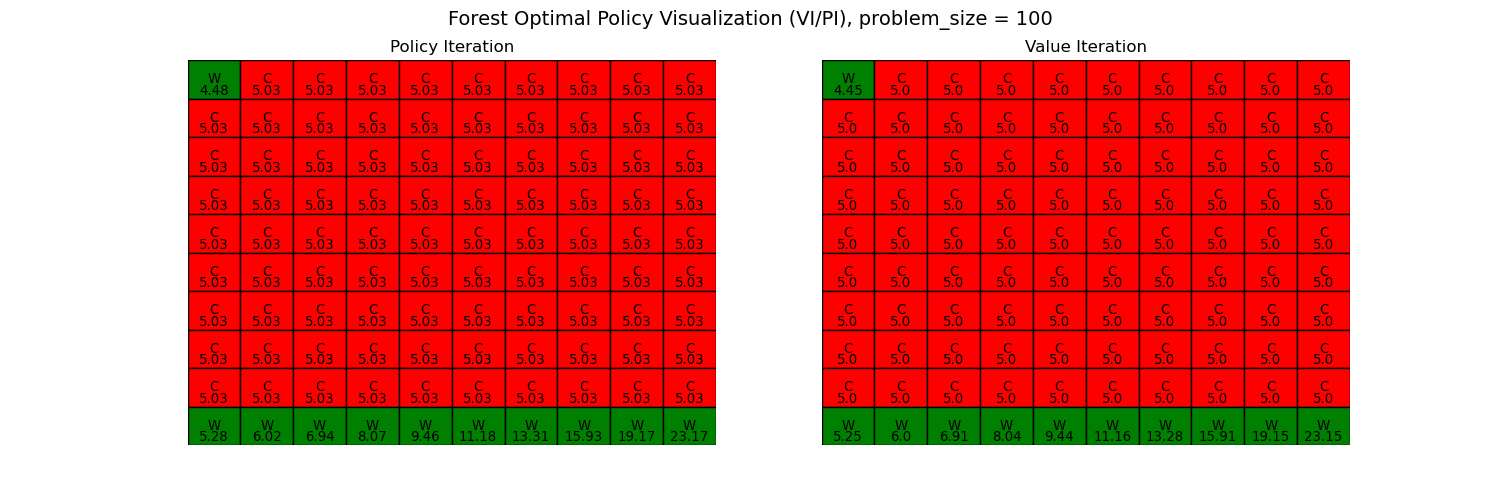 Forest Optimal Policy Visualization (VI/PI), problem_size = 100
Policy Iteration
W C C C C C C C C C
4.48 5.03 5.03 5.03 5.03 5.03 5.03 5.03 5.03 5.03
C C C C C C C C C C
5.03 5.03 5.03 5.03 5.03 5.03 5.03 5.03 5.03 5.03
C C C C C C C C C C
5.03 5.03 5.03 5.03 5.03 5.03 5.03 5.03 5.03 5.03
C C C C C C C C C C
5.03 5.03 5.03 5.03 5.03 5.03 5.03 5.03 5.03 5.03
C C C C C C C C C C
5.03 5.03 5.03 5.03 5.03 5.03 5.03 5.03 5.03 5.03
C C C C C C C C C C
5.03 5.03 5.03 5.03 5.03 5.03 5.03 5.03 5.03 5.03
C C C C C C C C C C
5.03 5.03 5.03 5.03 5.03 5.03 5.03 5.03 5.03 5.03
C C C C C C C C C C
5.03 5.03 5.03 5.03 5.03 5.03 5.03 5.03 5.03 5.03
C C C C C C C C C C
5.03 5.03 5.03 5.03 5.03 5.03 5.03 5.03 5.03 5.03
W W W W W W W W W W
5.28 6.02 6.94 8.07 9.46 11.18 13.31 15.93 19.17 23.17
Value Iteration
W C C C C C C C C C
4.45 5.0 5.0 5.0 5.0 5.0 5.0 5.0 5.0 5.0
C C C C C C C C C C
5.0 5.0 5.0 5.0 5.0 5.0 5.0 5.0 5.0 5.0
C C C C C C C C C C
5.0 5.0 5.0 5.0 5.0 5.0 5.0 5.0 5.0 5.0
C C C C C C C C C C
5.0 5.0 5.0 5.0 5.0 5.0 5.0 5.0 5.0 5.0
C C C C C C C C C C
5.0 5.0 5.0 5.0 5.0 5.0 5.0 5.0 5.0 5.0
C C C C C C C C C C
5.0 5.0 5.0 5.0 5.0 5.0 5.0 5.0 5.0 5.0
C C C C C C C C C C
5.0 5.0 5.0 5.0 5.0 5.0 5.0 5.0 5.0 5.0
C C C C C C C C C C
5.0 5.0 5.0 5.0 5.0 5.0 5.0 5.0 5.0 5.0
C C C C C C C C C C
5.0 5.0 5.0 5.0 5.0 5.0 5.0 5.0 5.0 5.0
W W W W W W W W W W
5.25 6.0 6.91 8.04 9.44 11.16 13.28 15.91 19.15 23.15